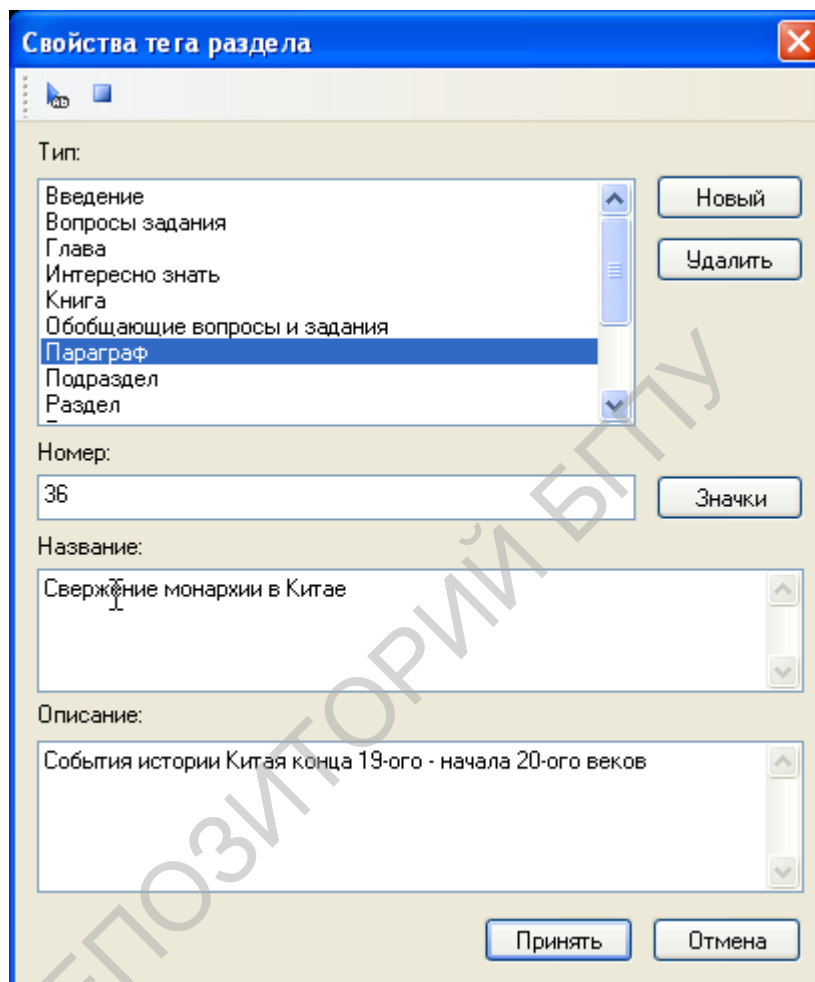 Свойства тега раздела
Тип:
Введение
Вопросы задания
Глава
Интересно знать
Книга
Обобщающие вопросы и задания
Параграф
Подраздел
Раздел
Новый
Удалить
Номер:
36
Значки
Название:
Свержение монархии в Китае
Описание:
События истории Китая конца 19-ого - начала 20-ого веков
Принять
Отмена
БГПУ